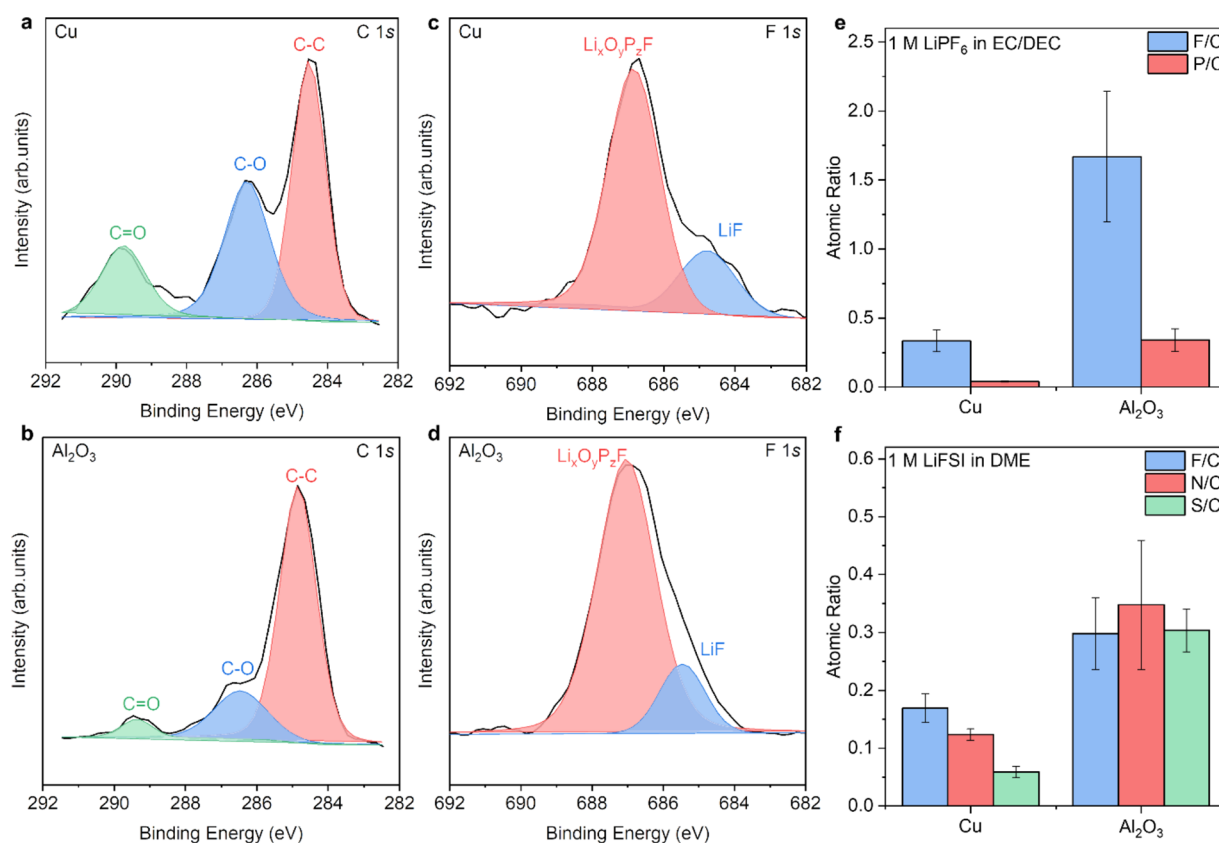 a
Cu
C 1s
C-C
C-O
C=O
Intensity (arb.units)
292 290 288 286 284 282
Binding Energy (eV)
b
Al2O3
C 1s
C-C
C-O
C=O
Intensity (arb.units)
292 290 288 286 284 282
Binding Energy (eV)
c
Cu
F 1s
LixOyPzF
LiF
Intensity (arb.units)
692 690 688 686 684 682
Binding Energy (eV)
d
Al2O3
F 1s
LixOyPzF
LiF
Intensity (arb.units)
692 690 688 686 684 682
Binding Energy (eV)
e
1 M LiPF6 in EC/DEC
F/C
P/C
2.5
2.0
1.5
1.0
0.5
0.0
Atomic Ratio
Cu
Al2O3
f
1 M LiFSI in DME
F/C
N/C
S/C
0.6
0.5
0.4
0.3
0.2
0.1
0.0
Atomic Ratio
Cu
Al2O3